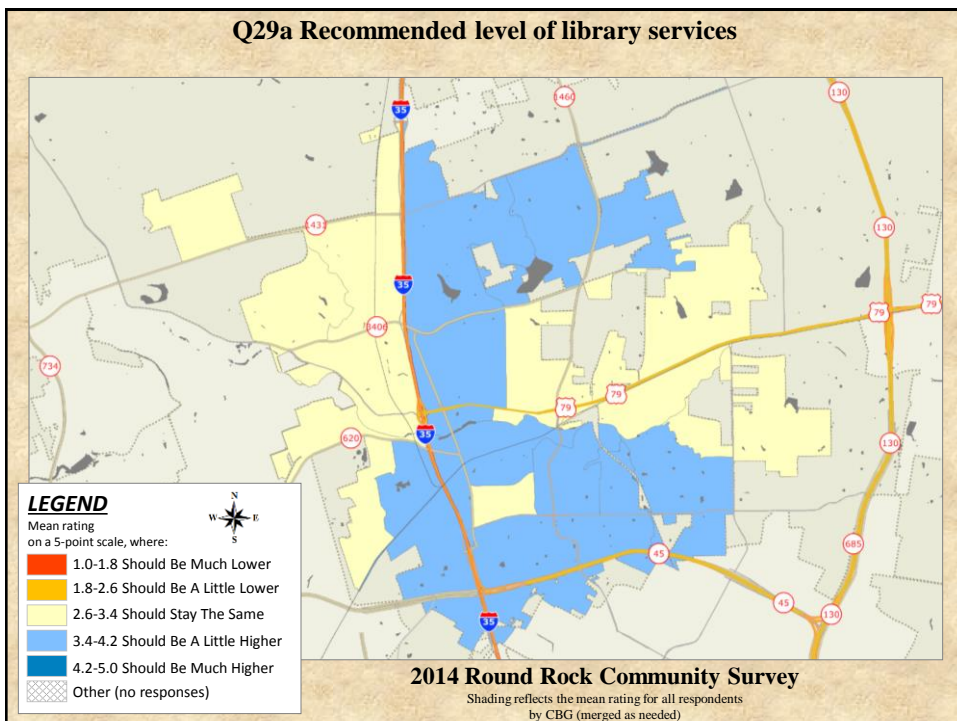 Q29a Recommended level of library services
35
1460
130
1431
130
35
79
79
3406
734
79
79
35
620
130
45
685
45
130
35
LEGEND
N
W E
S
Mean rating
on a 5-point scale, where:
1.0-1.8 Should Be Much Lower
1.8-2.6 Should Be A Little Lower
2.6-3.4 Should Stay The Same
3.4-4.2 Should Be A Little Higher
4.2-5.0 Should Be Much Higher
Other (no responses)
2014 Round Rock Community Survey
Shading reflects the mean rating for all respondents
by CBG (merged as needed)